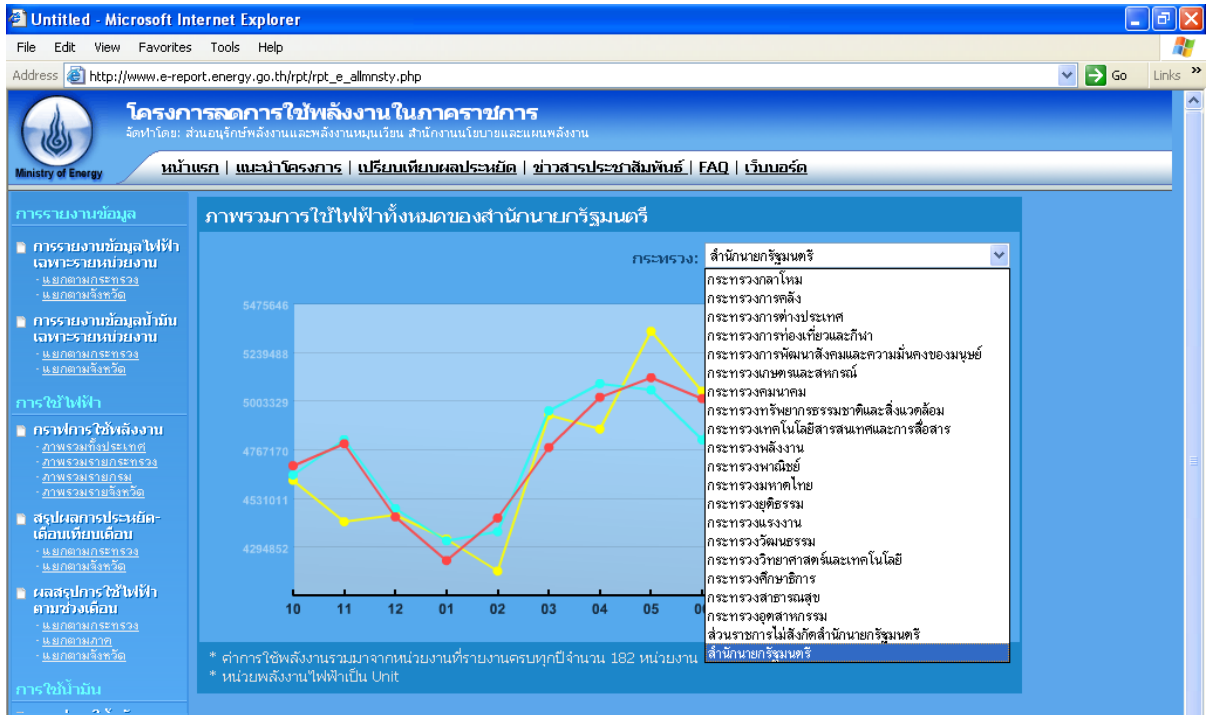 Untitled - Microsoft Internet Explorer
File Edit View Favorites Tools Help
Address http://www.e-report.energy.go.th/rpt/rpt_e_allmnsty.php Go Links »
โครงการลดการใช้พลังงานในภาคราชการ
จัดทำโดย: ส่วนอนุรักษ์พลังงานและพลังงานหมุนเวียน สำนักงานนโยบายและแผนพลังงาน
Ministry of Energy
หน้าแรก | แนะนำโครงการ | เปรียบเทียบผลประหยัด | ข่าวสารประชาสัมพันธ์ | FAQ | เว็บบอร์ด
การรายงานข้อมูล
การรายงานข้อมูลไฟฟ้า
เฉพาะรายหน่วยงาน
- แยกตามกระทรวง
- แยกตามจังหวัด
การรายงานข้อมูลน้ำมัน
เฉพาะรายหน่วยงาน
- แยกตามกระทรวง
- แยกตามจังหวัด
การใช้ไฟฟ้า
กราฟการใช้พลังงาน
- ภาพรวมทั้งประเทศ
- ภาพรวมรายกระทรวง
- ภาพรวมรายกรม
- ภาพรวมรายจังหวัด
สรุปผลการประหยัด-
เดือนเทียบเดือน
- แยกตามกระทรวง
- แยกตามจังหวัด
ผลสรุปการใช้ไฟฟ้า
ตามช่วงเดือน
- แยกตามกระทรวง
- แยกตามภาค
- แยกตามจังหวัด
การใช้น้ำมัน
ภาพรวมการใช้ไฟฟ้าทั้งหมดของสำนักนายกรัฐมนตรี
กระทรวง: สำนักนายกรัฐมนตรี
กระทรวงกลาโหม
กระทรวงการคลัง
กระทรวงการต่างประเทศ
กระทรวงการท่องเที่ยวและกีฬา
กระทรวงการพัฒนาสังคมและความมั่นคงของมนุษย์
กระทรวงเกษตรและสหกรณ์
กระทรวงคมนาคม
กระทรวงทรัพยากรธรรมชาติและสิ่งแวดล้อม
กระทรวงเทคโนโลยีสารสนเทศและการสื่อสาร
กระทรวงพลังงาน
กระทรวงพาณิชย์
กระทรวงมหาดไทย
กระทรวงยุติธรรม
กระทรวงแรงงาน
กระทรวงวัฒนธรรม
กระทรวงวิทยาศาสตร์และเทคโนโลยี
กระทรวงศึกษาธิการ
กระทรวงสาธารณสุข
กระทรวงอุตสาหกรรม
ส่วนราชการไม่สังกัดสำนักนายกรัฐมนตรี
สำนักนายกรัฐมนตรี
5475646
5239488
5003329
4767170
4531011
4294852
10 11 12 01 02 03 04 05
* ค่าการใช้พลังงานรวมมาจากหน่วยงานที่รายงานครบทุกปีจำนวน 182 หน่วยงาน
* หน่วยพลังงานไฟฟ้าเป็น Unit